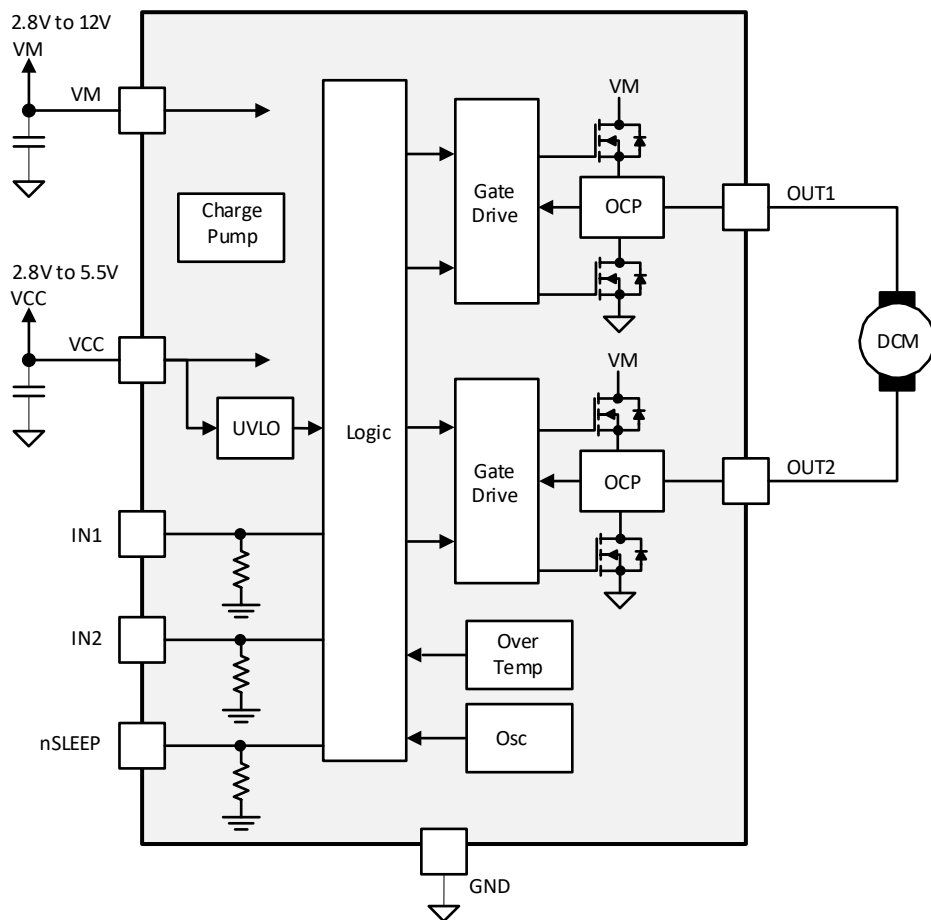 2.8V to 12V
VM
VM
VM
Charge
Pump
Gate
Drive
OCP
OUT1
2.8V to 5.5V
VCC
VCC
UVLO
Logic
DCM
VM
Gate
Drive
OCP
OUT2
IN1
IN2
Over
Temp
nSLEEP
Osc
GND